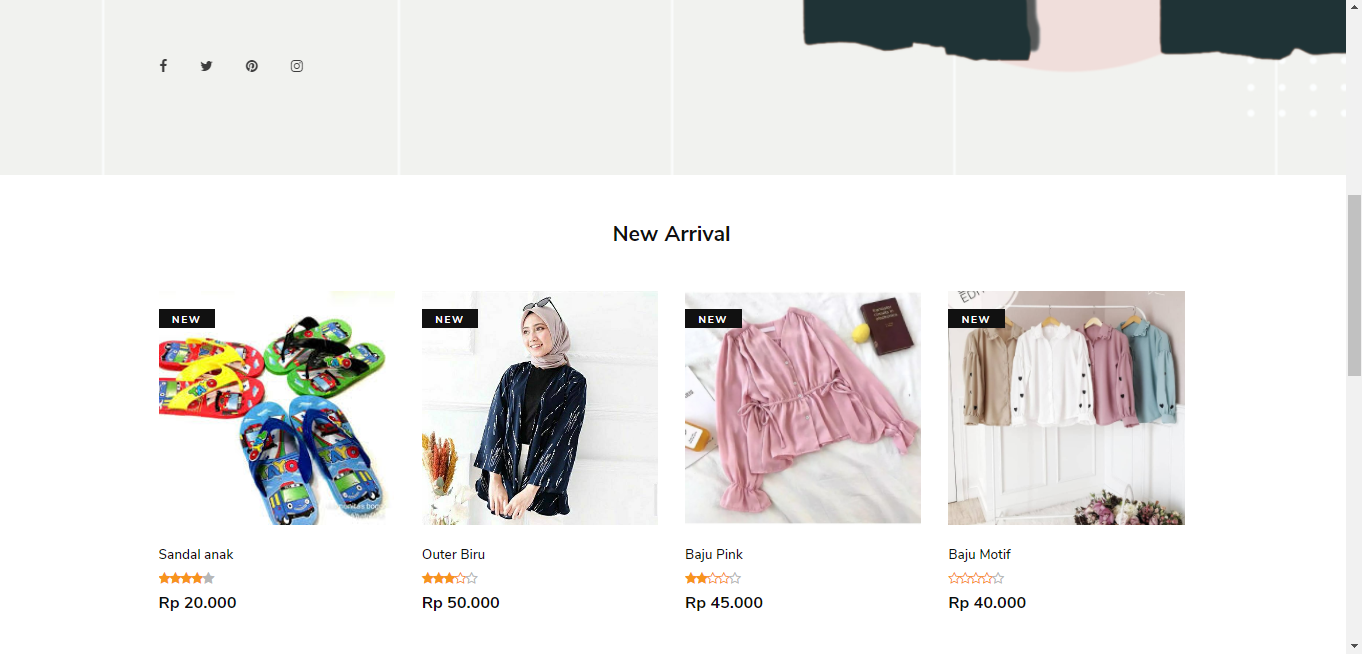 New Arrival
NEW
NEW
NEW
NEW
Sandal anak
Outer Biru
Baju Pink
Baju Motif
Rp 20.000
Rp 50.000
Rp 45.000
Rp 40.000